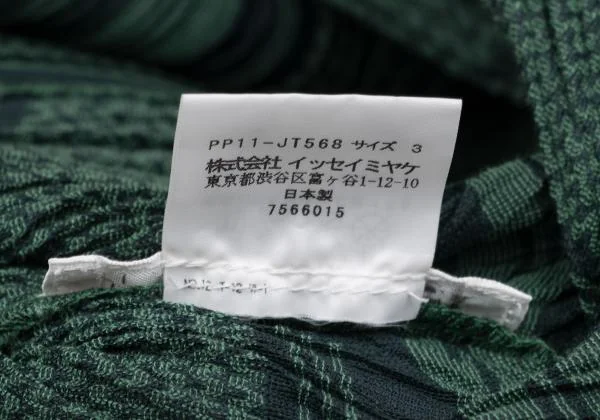 PP11-JT568 サイズ 3
株式会社 イッセイミヤケ
東京都渋谷区富ヶ谷1-12-10
日本製
7566015